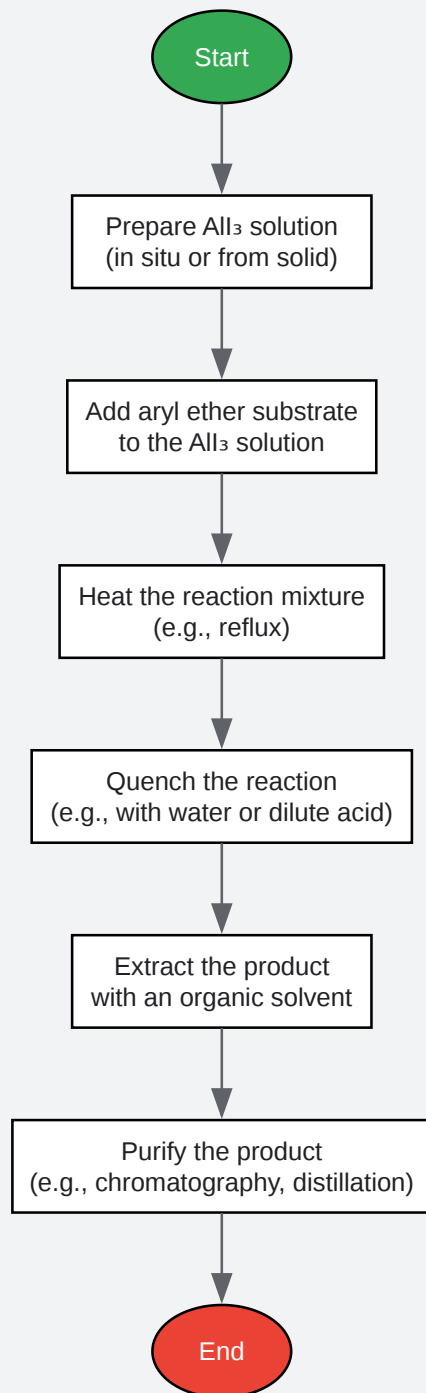 Start
Prepare AlI₃ solution
(in situ or from solid)
Add aryl ether substrate
to the AlI₃ solution
Heat the reaction mixture
(e.g., reflux)
Quench the reaction
(e.g., with water or dilute acid)
Extract the product
with an organic solvent
Purify the product
(e.g., chromatography, distillation)
End